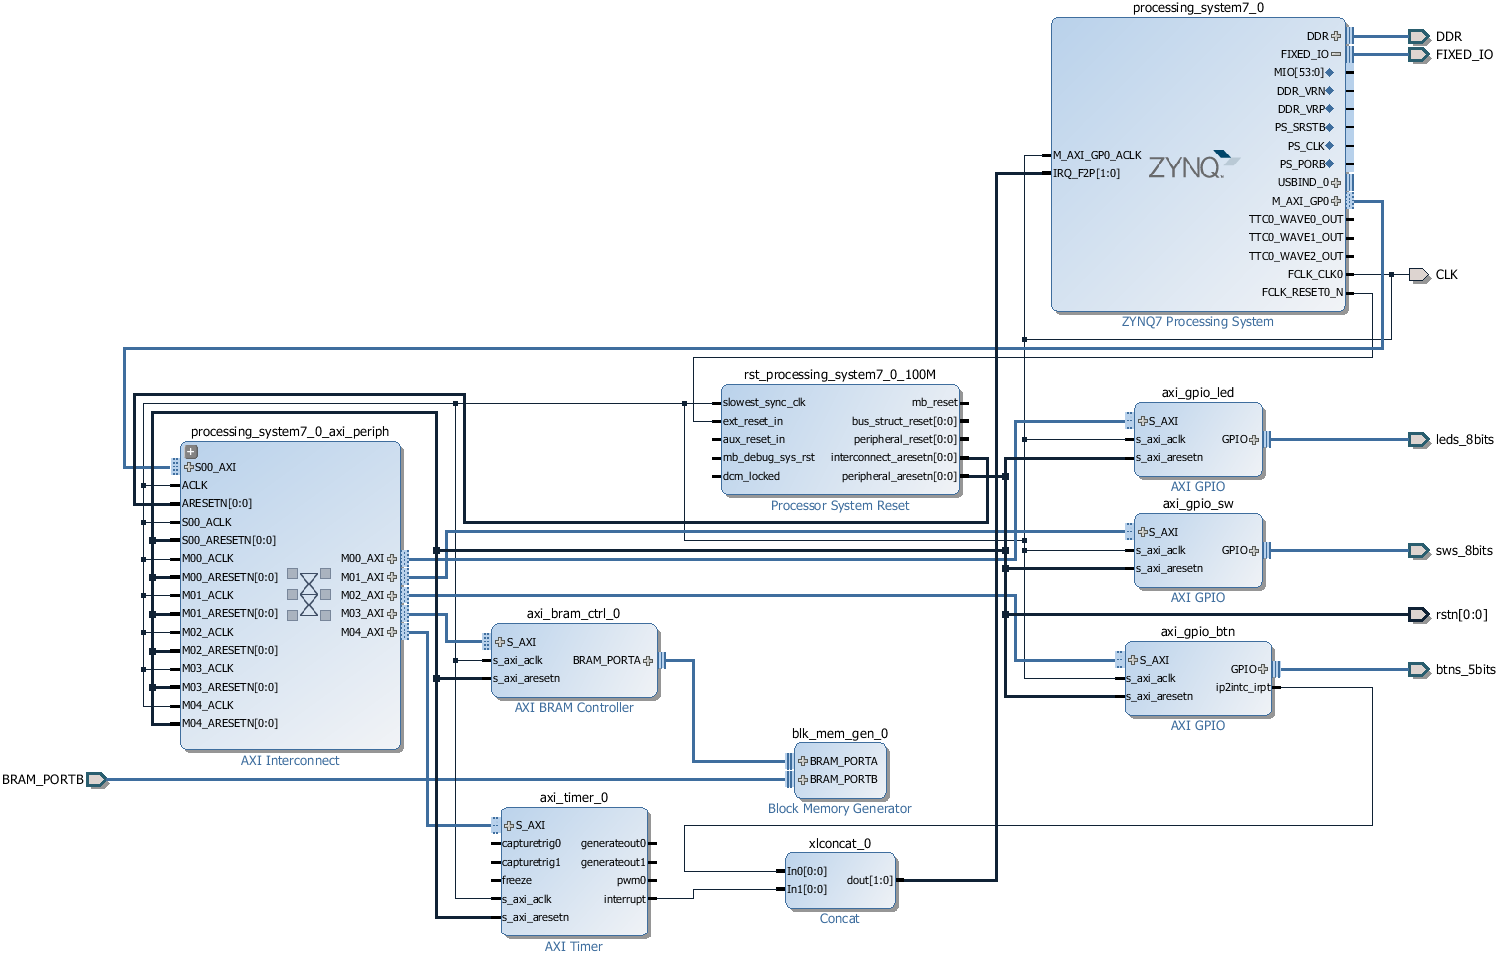 processing_system7_0
DDR
FIXED_IO
MIO[53:0]
DDR_VRN
DDR_VRP
PS_SRSTB
PS_CLK
PS_PORB
USBIND_0
M_AXI_GP0
TTC0_WAVE0_OUT
TTC0_WAVE1_OUT
TTC0_WAVE2_OUT
FCLK_CLK0
FCLK_RESET0_N
M_AXI_GP0_ACLK
IRQ_F2P[1:0]
ZYNQ
ZYNQ7 Processing System
DDR
FIXED_IO
CLK
rst_processing_system7_0_100M
slowest_sync_clk
ext_reset_in
aux_reset_in
mb_debug_sys_rst
dcm_locked
mb_reset
bus_struct_reset[0:0]
peripheral_reset[0:0]
interconnect_aresetn[0:0]
peripheral_aresetn[0:0]
Processor System Reset
axi_gpio_led
S_AXI
s_axi_aclk
s_axi_aresetn
GPIO
AXI GPIO
leds_8bits
axi_gpio_sw
S_AXI
s_axi_aclk
s_axi_aresetn
GPIO
AXI GPIO
sws_8bits
rstn[0:0]
axi_gpio_btn
S_AXI
s_axi_aclk
s_axi_aresetn
GPIO
ip2intc_irpt
AXI GPIO
btns_5bits
processing_system7_0_axi_periph
S00_AXI
ACLK
ARESETN[0:0]
S00_ACLK
S00_ARESETN[0:0]
M00_ACLK
M00_ARESETN[0:0]
M01_ACLK
M01_ARESETN[0:0]
M02_ACLK
M02_ARESETN[0:0]
M03_ACLK
M03_ARESETN[0:0]
M04_ACLK
M04_ARESETN[0:0]
M00_AXI
M01_AXI
M02_AXI
M03_AXI
M04_AXI
AXI Interconnect
axi_bram_ctrl_0
S_AXI
s_axi_aclk
s_axi_aresetn
BRAM_PORTA
AXI BRAM Controller
blk_mem_gen_0
BRAM_PORTA
BRAM_PORTB
Block Memory Generator
BRAM_PORTB
axi_timer_0
S_AXI
capturetrig0
capturetrig1
freeze
s_axi_aclk
s_axi_aresetn
generateout0
generateout1
pwm0
interrupt
AXI Timer
xlconcat_0
In0[0:0]
In1[0:0]
dout[1:0]
Concat